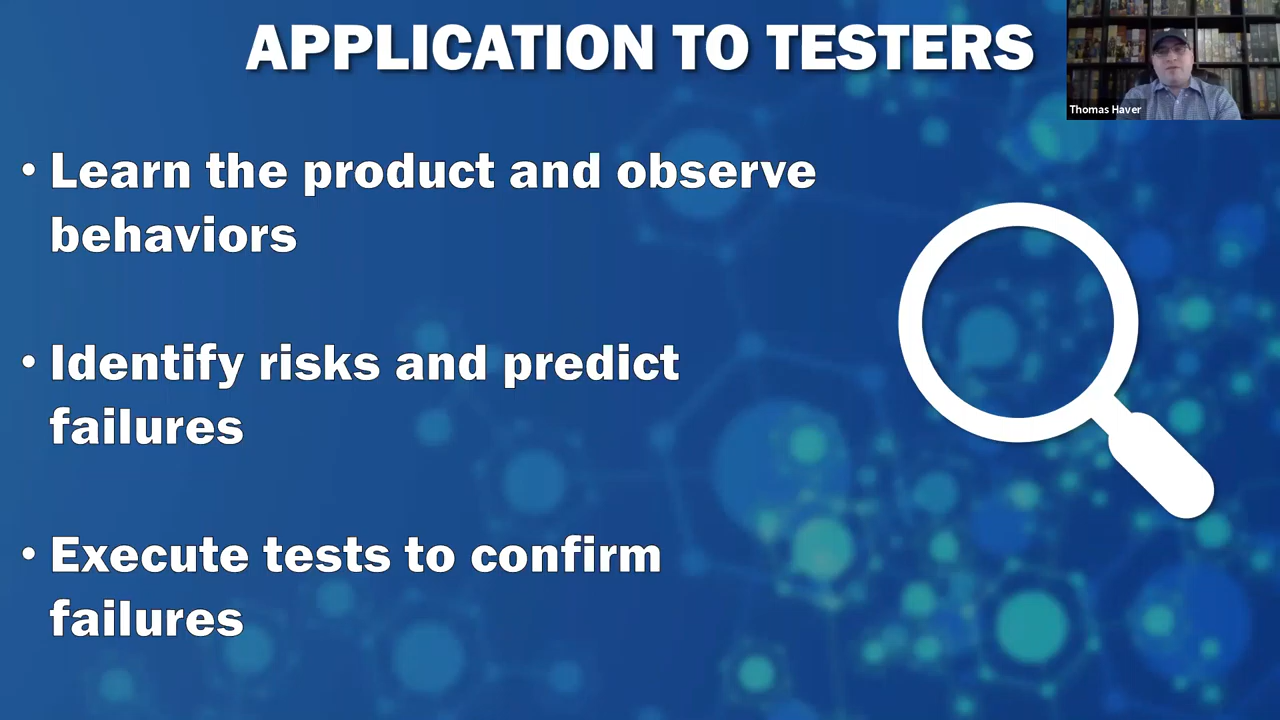 APPLICATION TO TESTERS
Thomas Haver
• Learn the product and observe
behaviors
• Identify risks and predict
failures
• Execute tests to confirm
failures